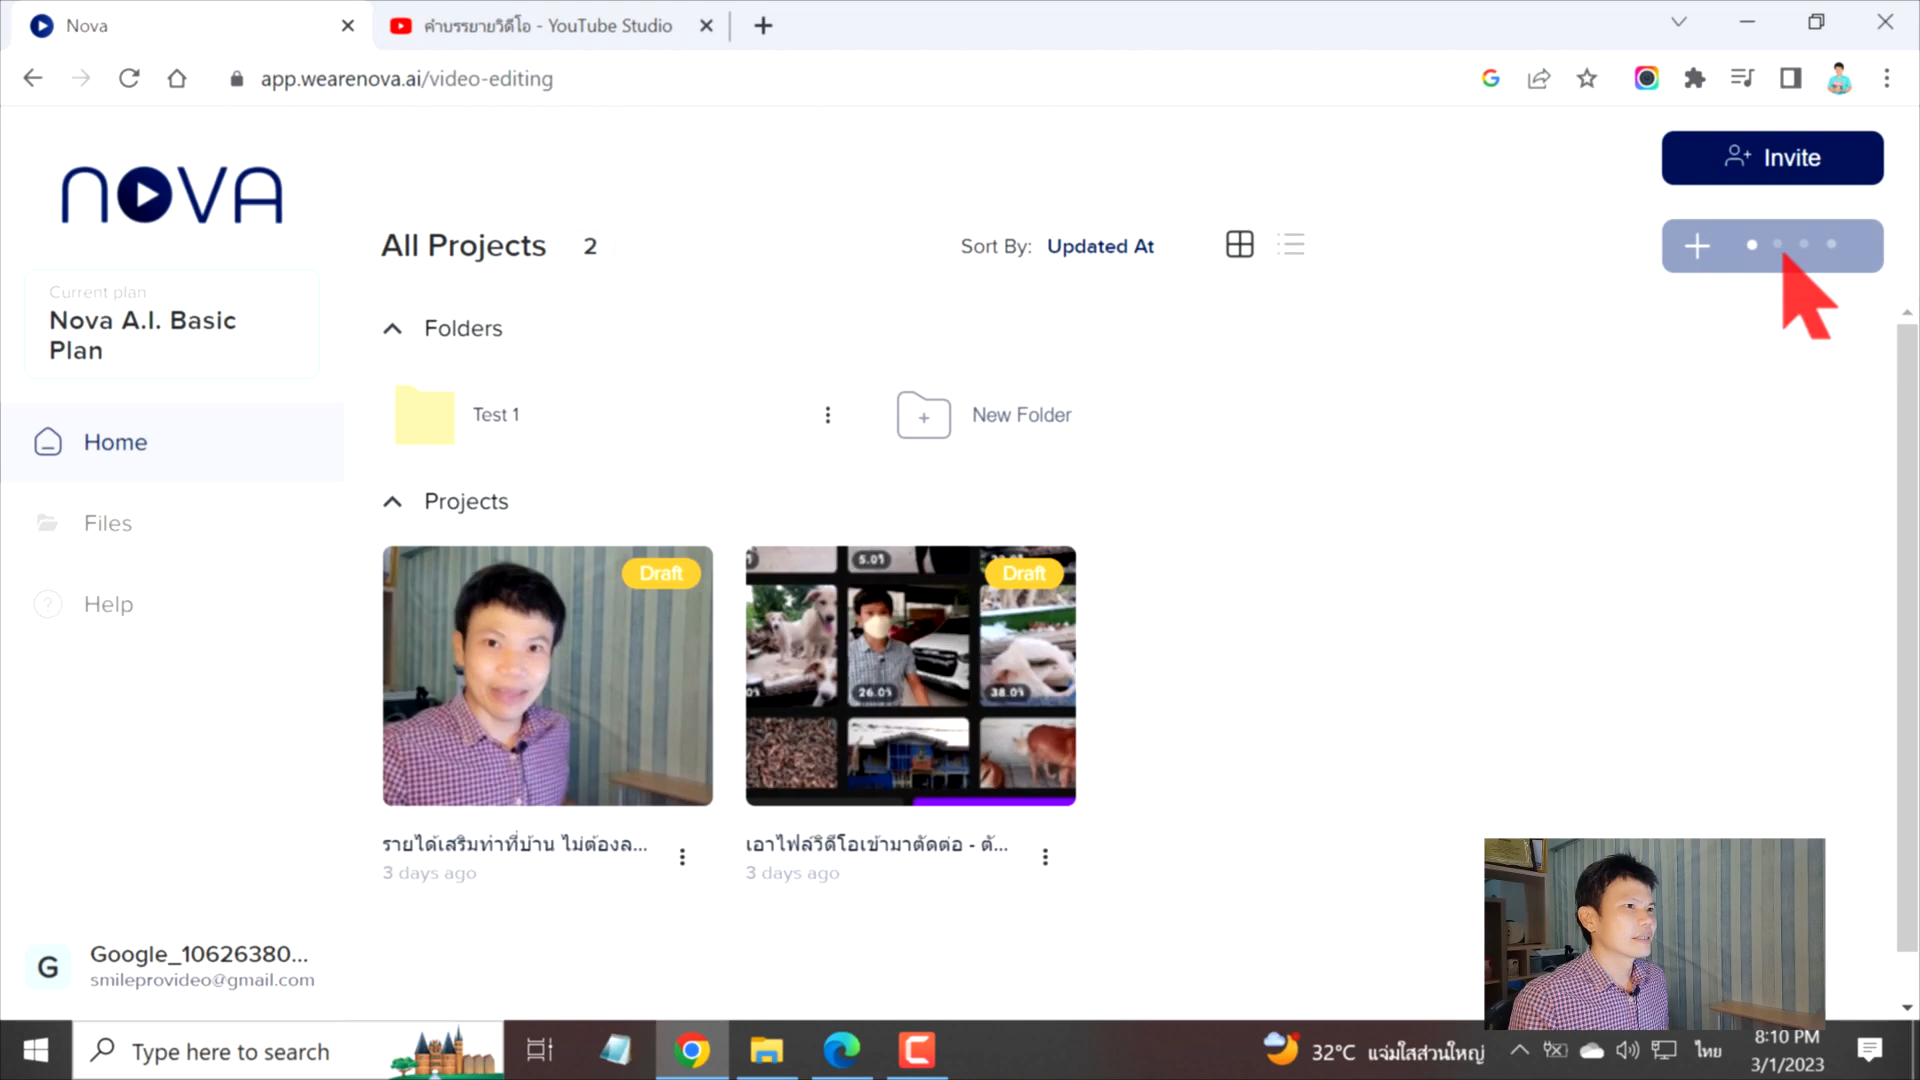 Nova
คำบรรยายวิดีโอ - YouTube Studio
app.wearenova.ai/video-editing
Invite
NOVA
All Projects 2
Sort By: Updated At
Current plan
Nova A.I. Basic
Plan
Folders
Test 1
New Folder
Home
Projects
Files
Help
Draft
Draft
5.0วิ
26.0วิ
38.0วิ
รายได้เสริมทำที่บ้าน ไม่ต้องล...
3 days ago
เอาไฟล์วิดีโอเข้ามาตัดต่อ - ตั...
3 days ago
G
Google_10626380...
smileprovideo@gmail.com
Type here to search
32°C แจ่มใสส่วนใหญ่
ไทย
8:10 PM
3/1/2023